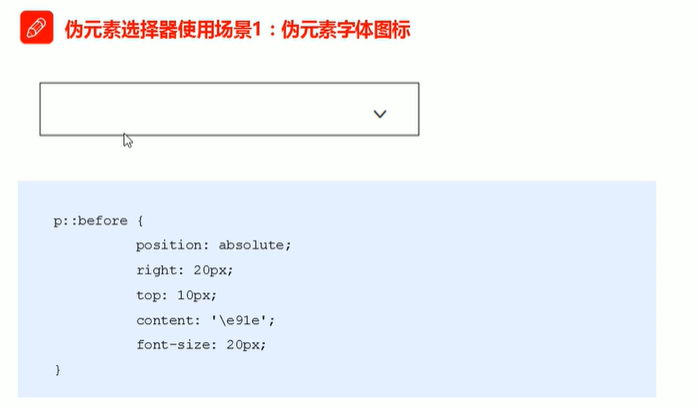 伪元素选择器使用场景1：伪元素字体图标
p::before {
position: absolute;
right: 20px;
top: 10px;
content: '\e91e';
font-size: 20px;
}